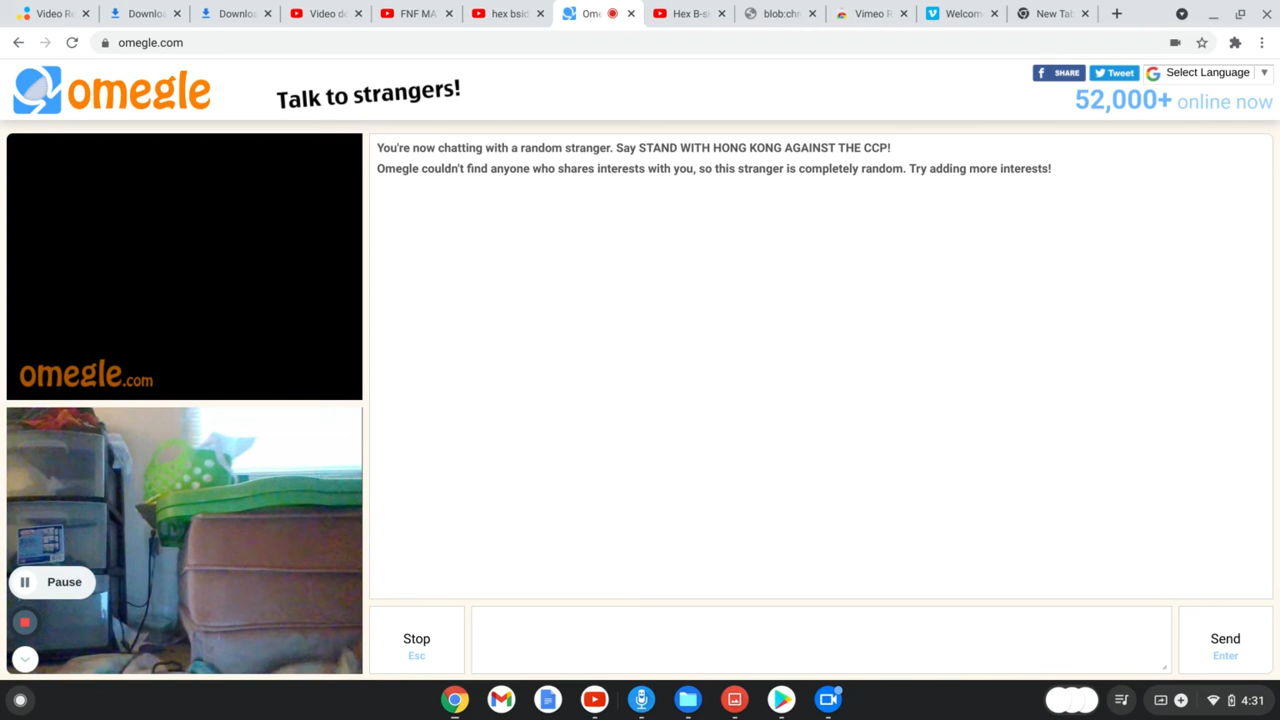 Video Re
Downloa
Downloa
Video de
FNF MA
hex bsid
Ome
Hex B-si
blob:chr
Vimeo R
Welcom
New Tab
omegle.com
omegle
Talk to strangers!
SHARE
Tweet
Select Language
52,000+ online now
You're now chatting with a random stranger. Say STAND WITH HONG KONG AGAINST THE CCP!
Omegle couldn't find anyone who shares interests with you, so this stranger is completely random. Try adding more interests!
omegle.com
Pause
Stop
Esc
Send
Enter
4:31